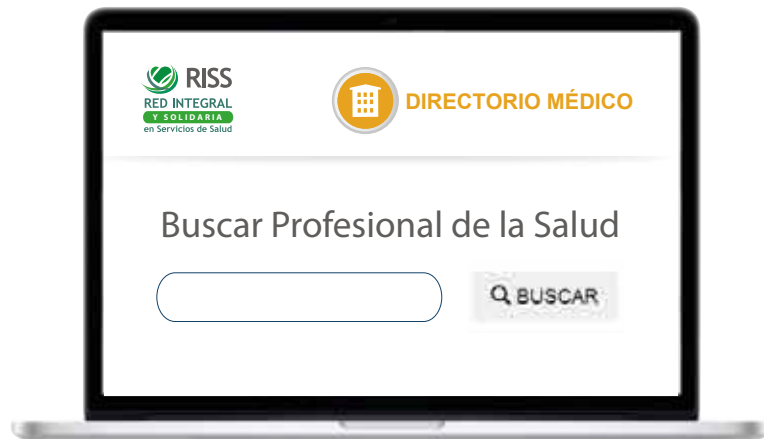 RISS
RED INTEGRAL
Y SOLIDARIA
en Servicios de Salud
DIRECTORIO MÉDICO
Buscar Profesional de la Salud
BUSCAR